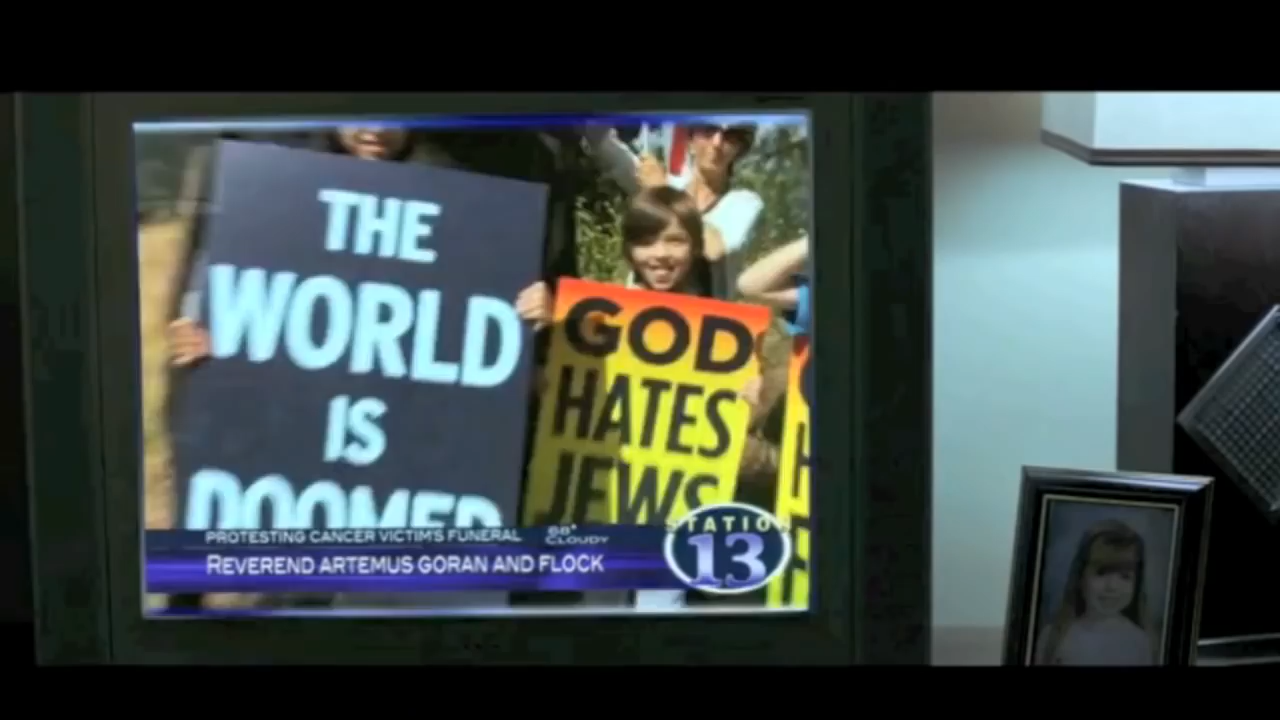 THE
WORLD
IS
DOOMED
GOD
HATES
JEWS
PROTESTING CANCER VICTIM'S FUNERAL
68° CLOUDY
REVEREND ARTEMUS GORAN AND FLOCK
STATION
13